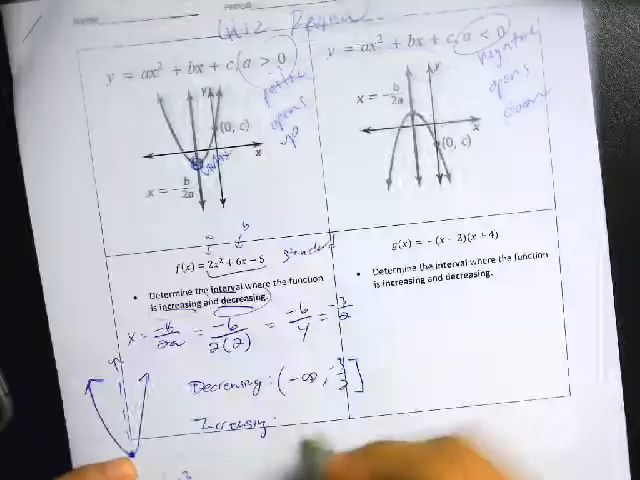 Name
Period
Quiz Review
y = ax² + bx + c, a > 0
positive
opens
up
y
(0, c)
x
vertex
x = -b/2a
y = ax² + bx + c, a < 0
negative
opens
down
y
x = -b/2a
x
(0, c)
a b
f(x) = 2x² + 6x - 5 standard
• Determine the interval where the function
is increasing and decreasing.
x = -b/2a = -6/2(2) = -6/4 = -3/2
Decreasing: (-∞, -3/2]
Increasing:
g(x) = -(x - 2)(x + 4)
• Determine the interval where the function
is increasing and decreasing.